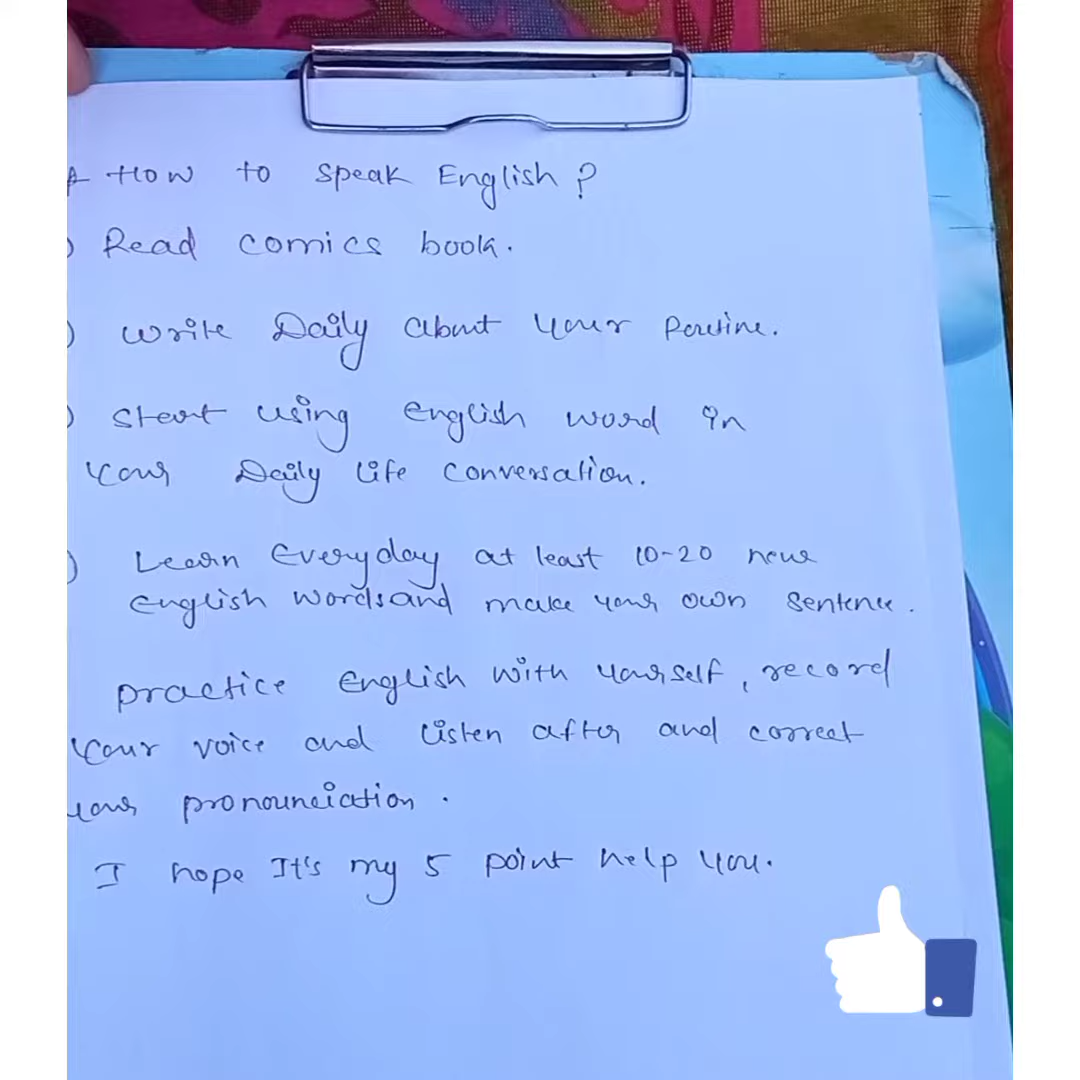 How to speak English ?
Read comics book.
write Daily about your Routine.
Start using english word in
your Daily life conversation.
Learn Everyday at least 10-20 new
English words and make your own sentence.
practice english with yourself, record
your voice and listen after and correct
your pronounciation.
I hope It's my 5 point help you.